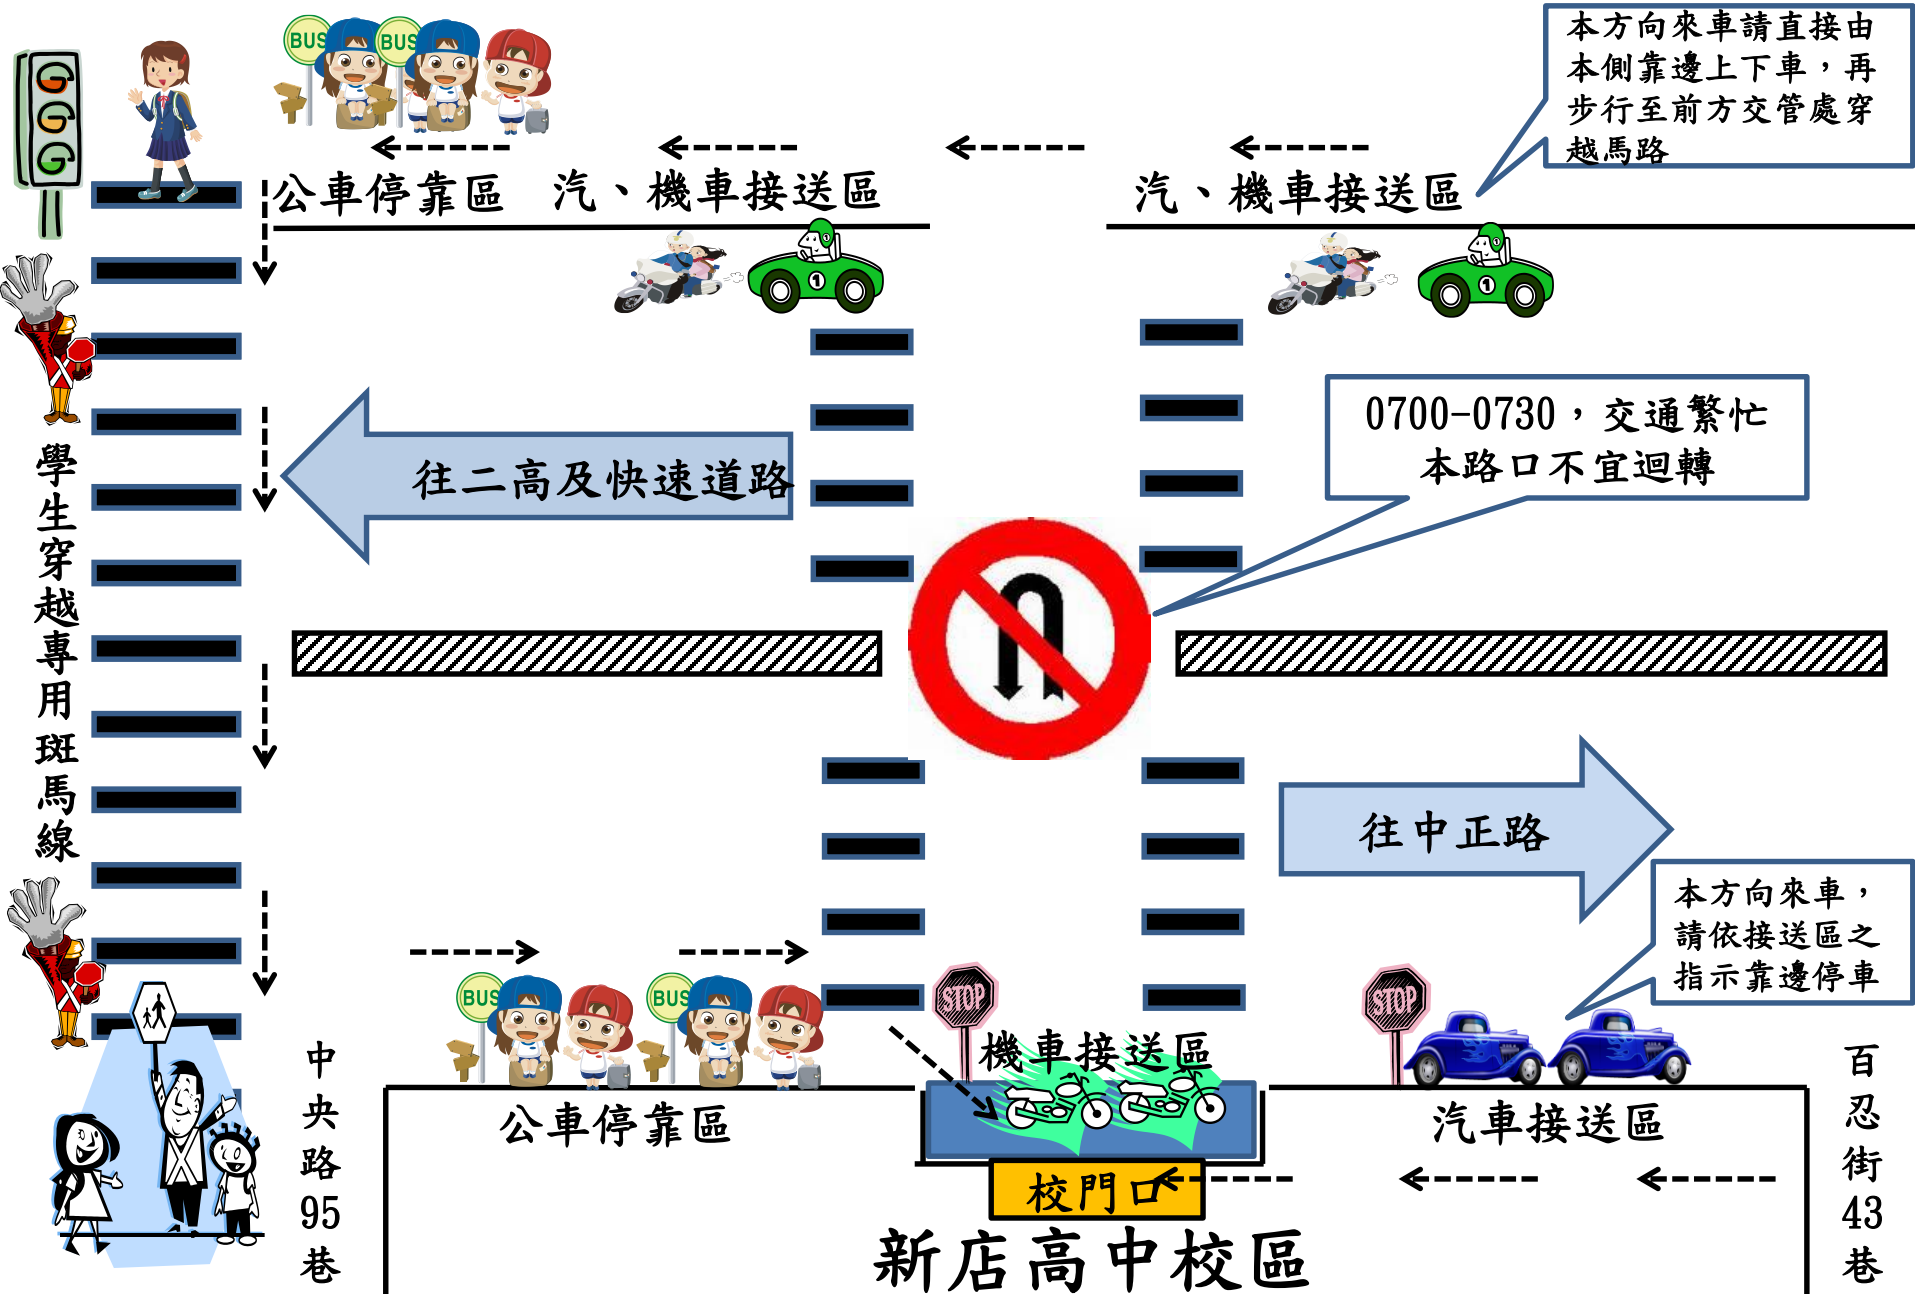 本方向來車請直接由
本側靠邊上下車，再
步行至前方交管處穿
越馬路
BUS
BUS
公車停靠區
汽、機車接送區
汽、機車接送區
1
1
1
1
0700-0730，交通繁忙
本路口不宜迴轉
往二高及快速道路
學生穿越專用斑馬線
往中正路
本方向來車，
請依接送區之
指示靠邊停車
BUS
BUS
STOP
STOP
機車接送區
公車停靠區
汽車接送區
校門口
新店高中校區
中央路95巷
百忍街43巷